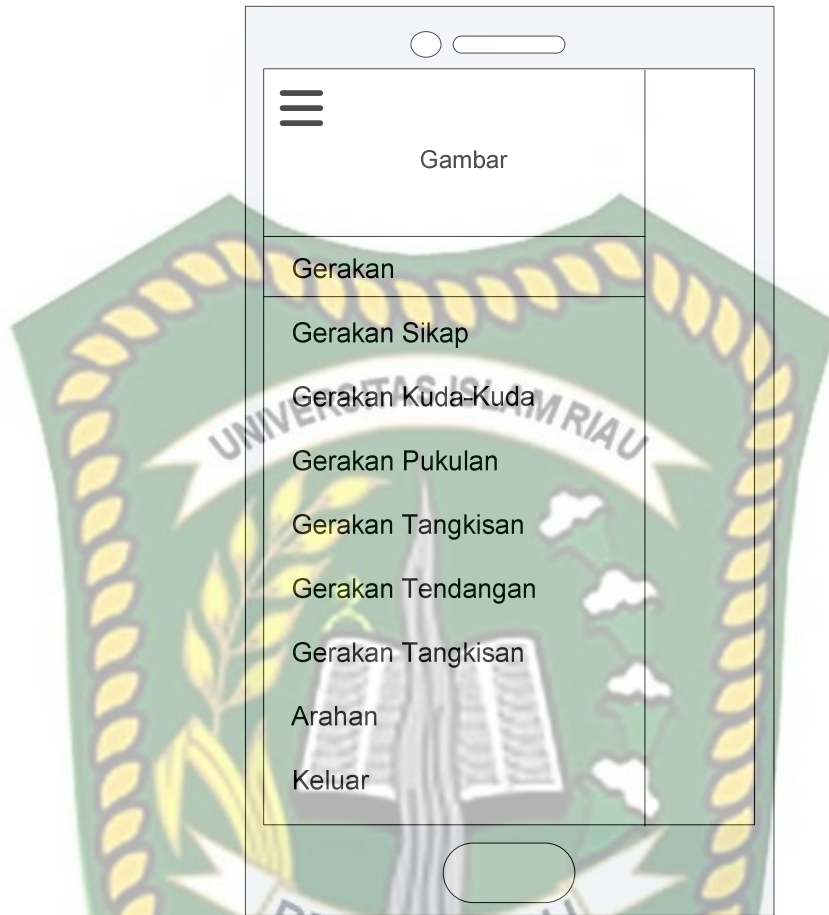 Gambar
Gerakan
Gerakan Sikap
UNIVERSITAS ISLAM RIAU
Gerakan Kuda-Kuda
Gerakan Pukulan
Gerakan Tangkisan
Gerakan Tendangan
Gerakan Tangkisan
Arahan
Keluar